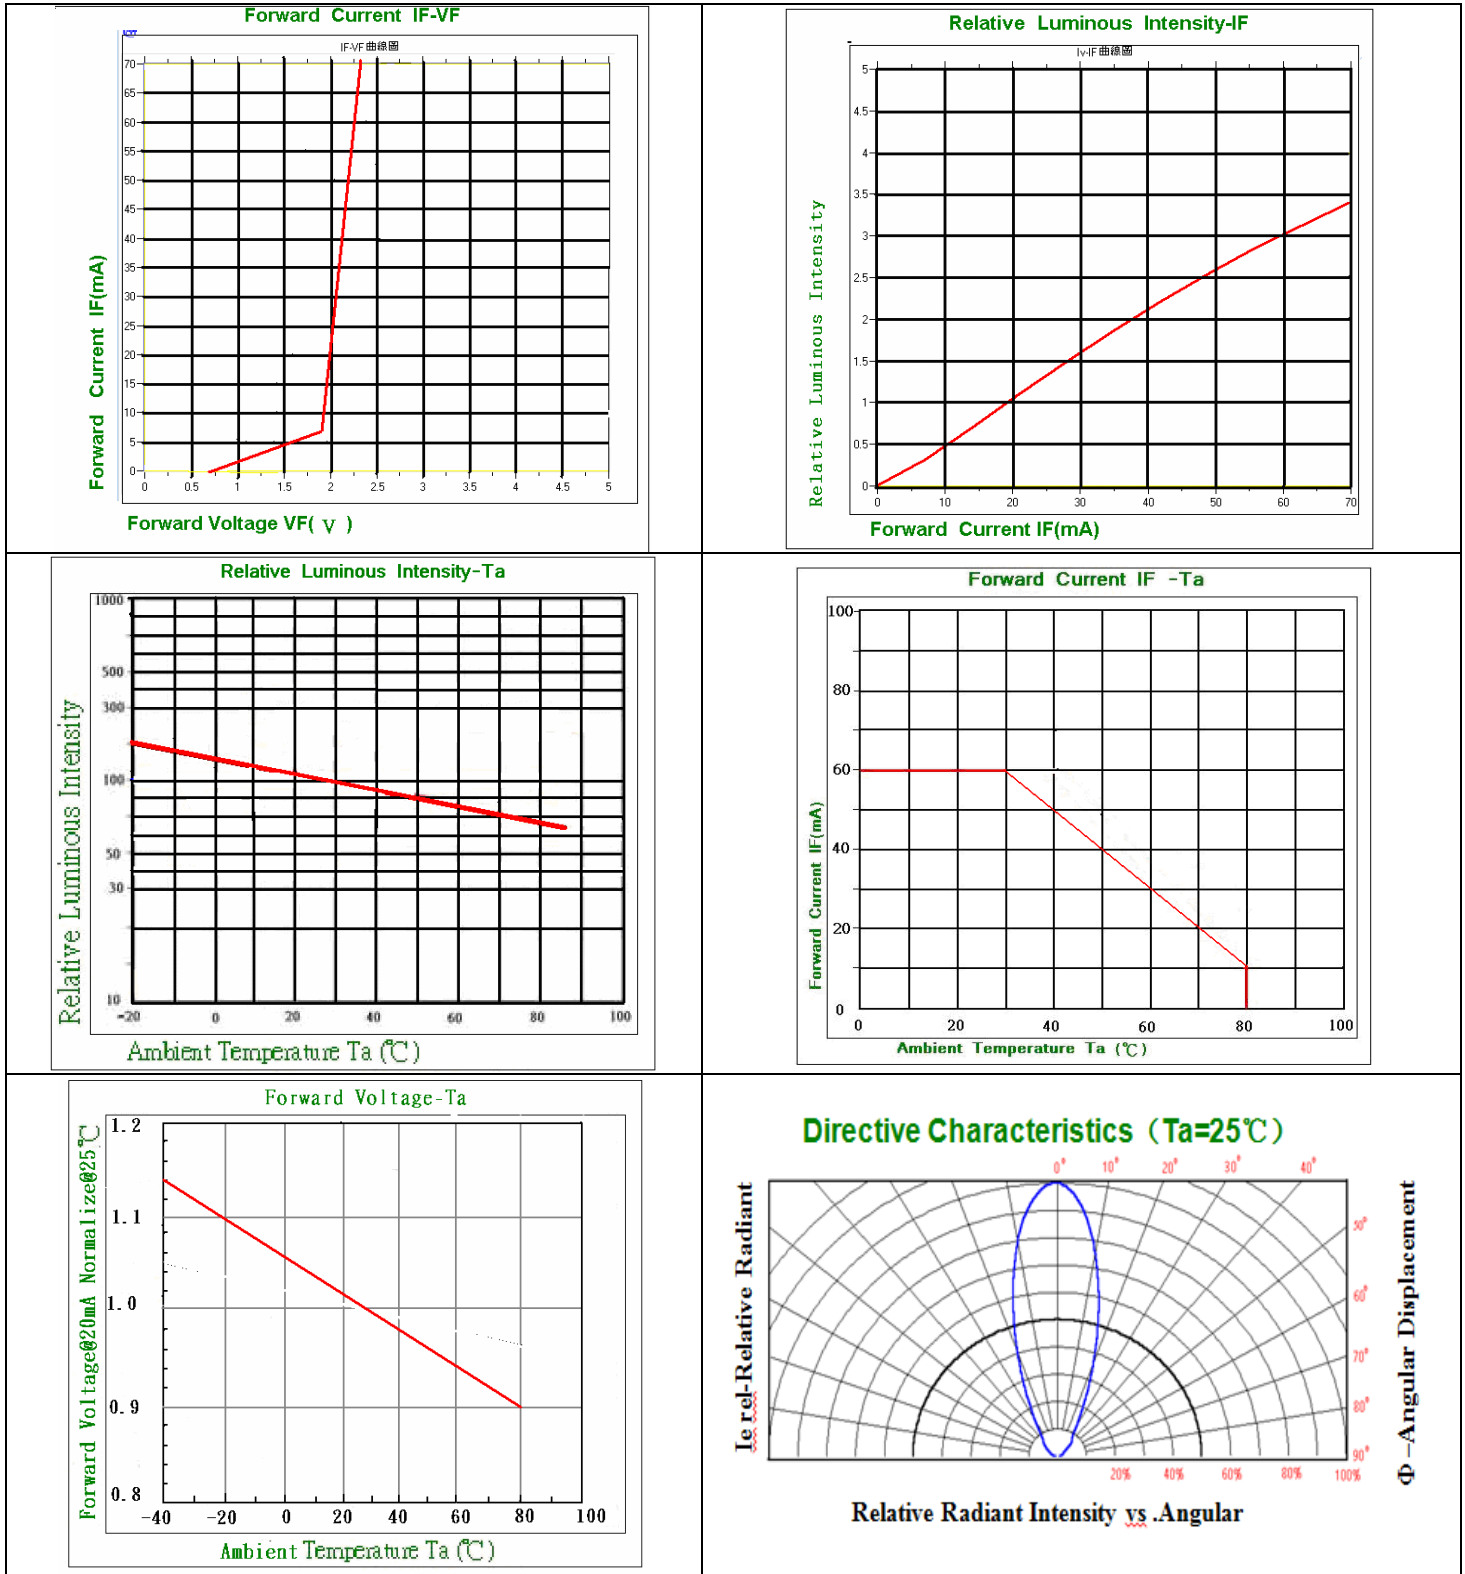 Forward Current IF-VF
IF-VF 曲線圖
70
65
60
55
50
45
40
35
30
25
20
15
10
5
0
0 0.5 1 1.5 2 2.5 3 3.5 4 4.5 5
Forward Current IF(mA)
Forward Voltage VF( V )
Relative Luminous Intensity-IF
Iv-IF 曲線圖
5
4.5
4
3.5
3
2.5
2
1.5
1
0.5
0
0 10 20 30 40 50 60 70
Relative Luminous Intensity
Forward Current IF(mA)
Relative Luminous Intensity-Ta
1000
500
300
100
50
30
10
-20 0 20 40 60 80 100
Relative Luminous Intensity
Ambient Temperature Ta (℃)
Forward Current IF -Ta
100
80
60
40
20
0
0 20 40 60 80 100
Forward Current IF(mA)
Ambient Temperature Ta (℃)
Forward Voltage-Ta
1.2
1.1
1.0
0.9
0.8
-40 -20 0 20 40 60 80 100
Forward Voltage@20mA Normalize@25℃
Ambient Temperature Ta (℃)
Directive Characteristics（Ta=25℃）
0° 10° 20° 30° 40°
50°
60°
70°
80°
90°
20% 40% 60% 80% 100%
Ie rel-Relative Radiant
Φ-Angular Displacement
Relative Radiant Intensity vs .Angular